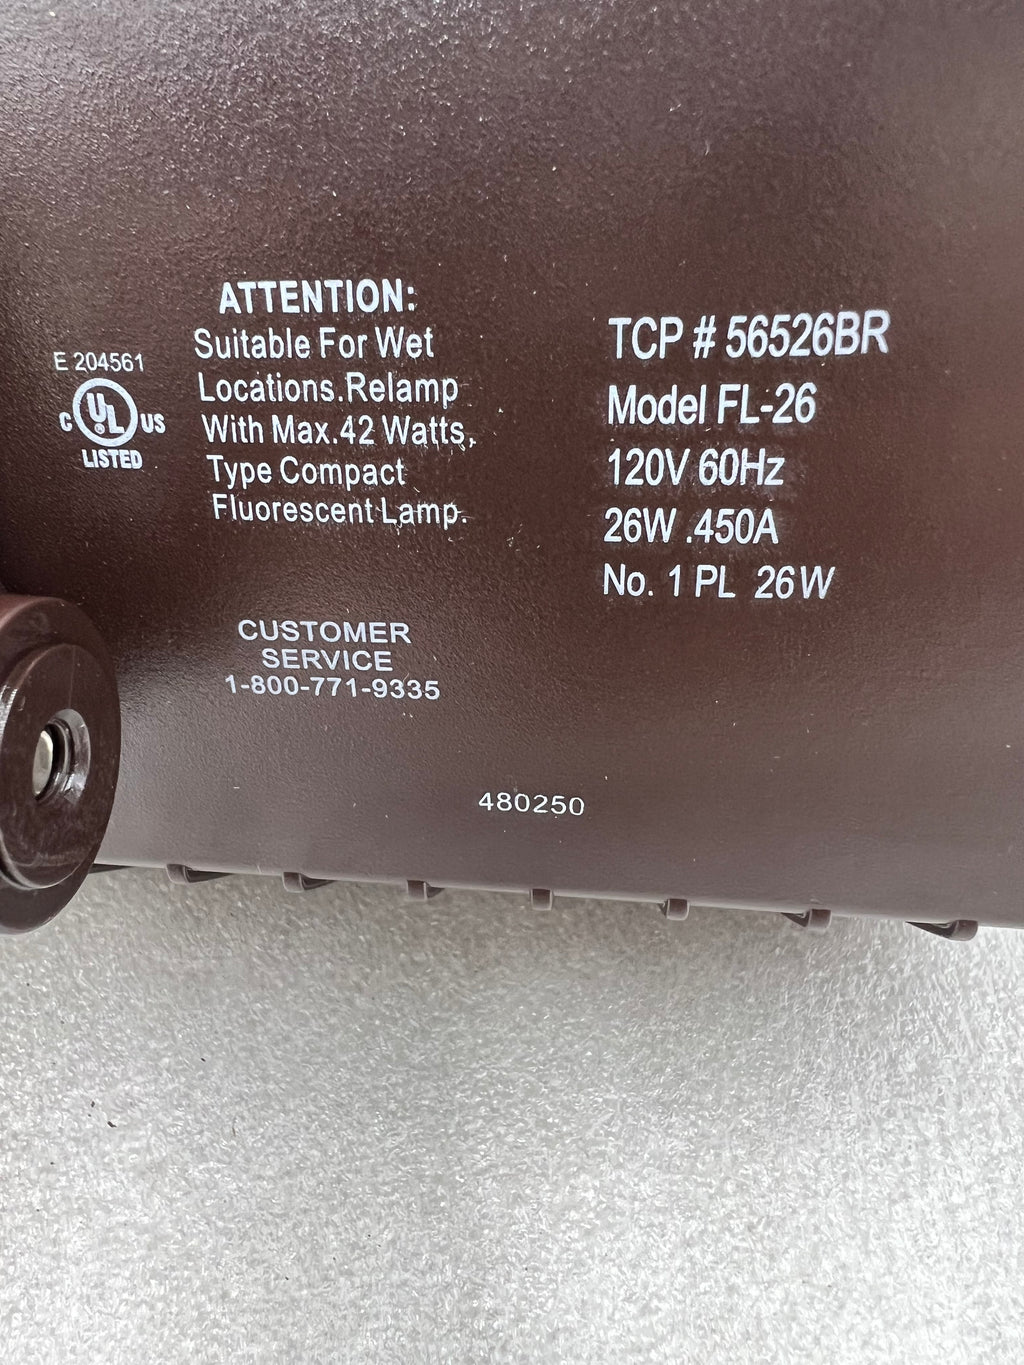 E 204561
C UL US
LISTED
ATTENTION:
Suitable For Wet
Locations.Relamp
With Max.42 Watts,
Type Compact
Fluorescent Lamp.
TCP # 56526BR
Model FL-26
120V 60Hz
26W .450A
No. 1 PL 26W
CUSTOMER
SERVICE
1-800-771-9335
480250